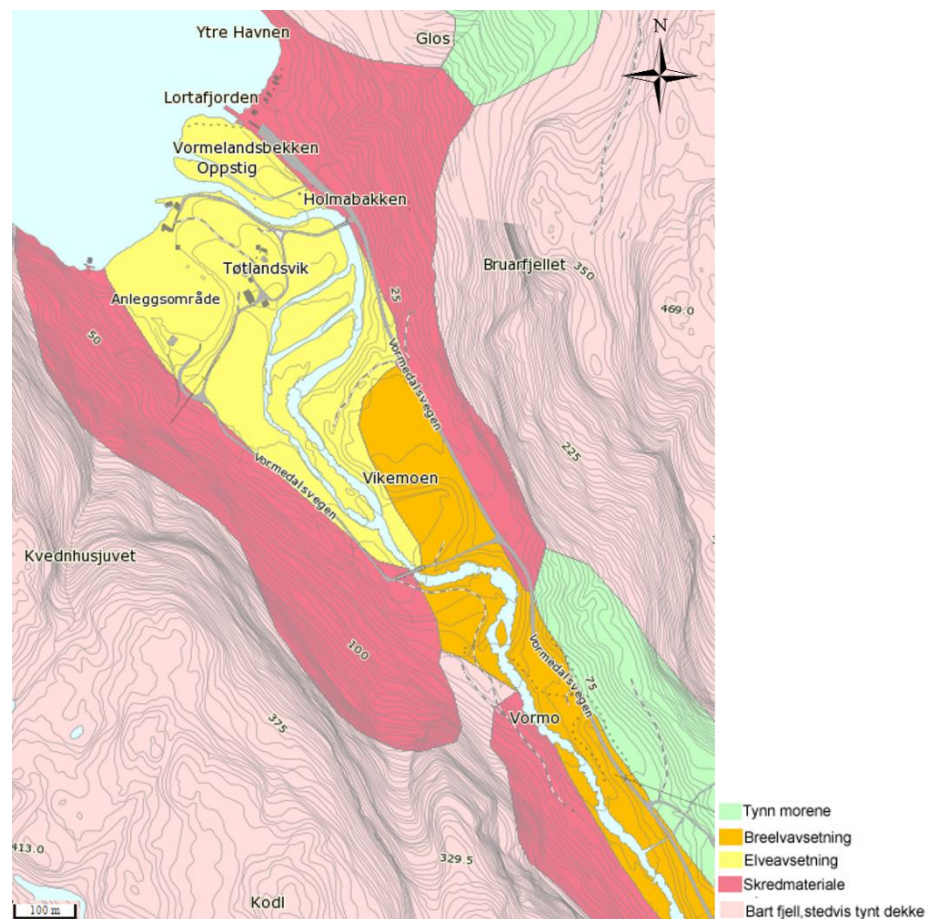 Ytre Havnen
Glos
N
Lortafjorden
Vormelandsbekken
Oppstig
Holmabakken
Tøtlandsvik
Bruarfjellet
350
Anleggsområde
25
469.0
50
Vormedalsvegen
225
Vikemoen
Vormedalsvegen
Kvednhusjuvet
100
Vormedalsvegen
75
Vormo
375
413.0
329.5
Kodl
100 m
Tynn morene
Breelvavsetning
Elveavsetning
Skredmateriale
Bart fjell,stedvis tynt dekke